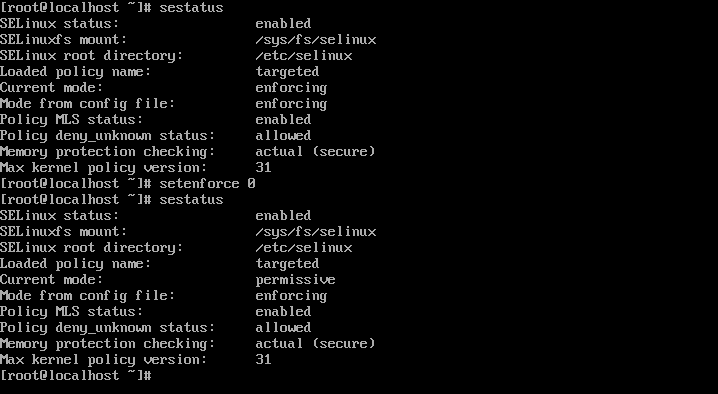 [root@localhost ~]# sestatus
SELinux status:                 enabled
SELinuxfs mount:                /sys/fs/selinux
SELinux root directory:         /etc/selinux
Loaded policy name:             targeted
Current mode:                   enforcing
Mode from config file:          enforcing
Policy MLS status:              enabled
Policy deny_unknown status:     allowed
Memory protection checking:     actual (secure)
Max kernel policy version:      31
[root@localhost ~]# setenforce 0
[root@localhost ~]# sestatus
SELinux status:                 enabled
SELinuxfs mount:                /sys/fs/selinux
SELinux root directory:         /etc/selinux
Loaded policy name:             targeted
Current mode:                   permissive
Mode from config file:          enforcing
Policy MLS status:              enabled
Policy deny_unknown status:     allowed
Memory protection checking:     actual (secure)
Max kernel policy version:      31
[root@localhost ~]#